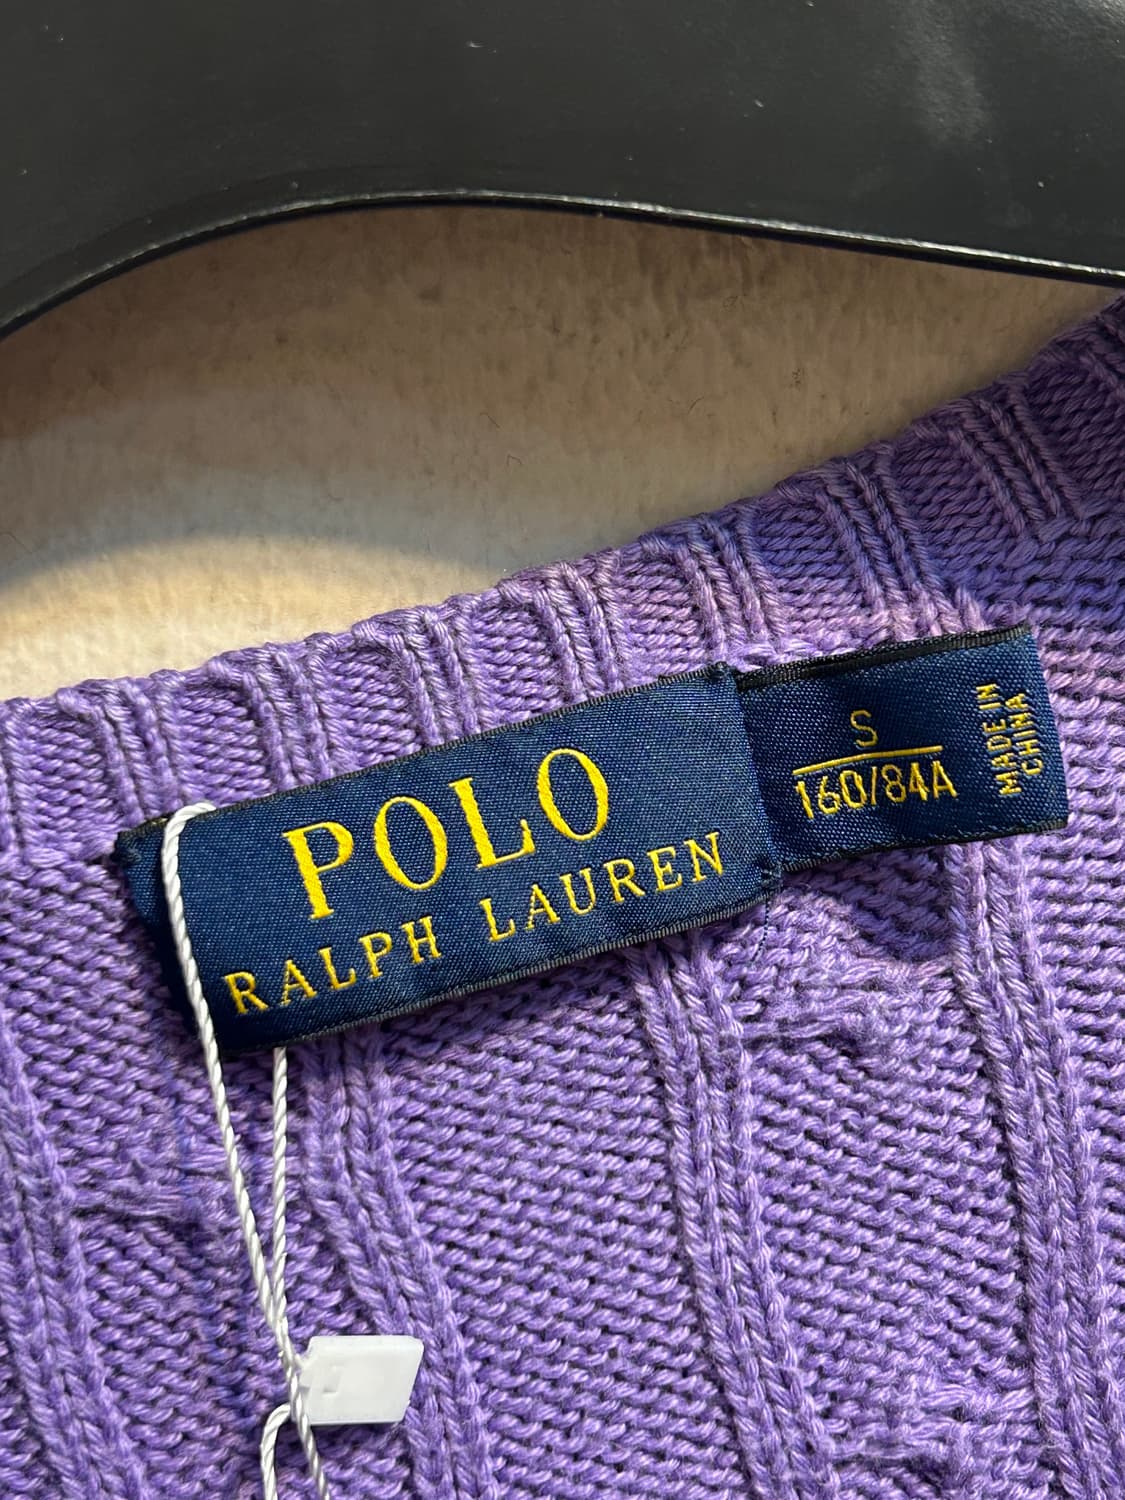 POLO
RALPH LAUREN
S
160/84A
MADE IN
CHINA